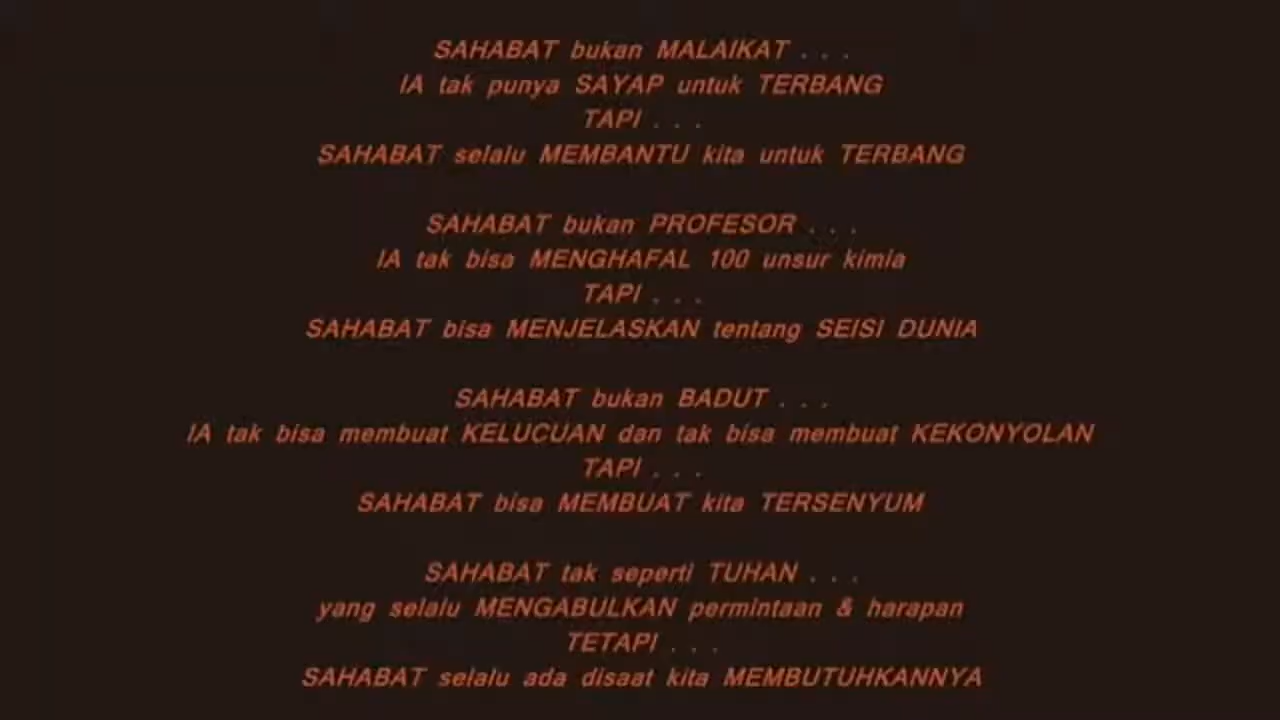 SAHABAT bukan MALAIKAT . . .
IA tak punya SAYAP untuk TERBANG
TAPI . . .
SAHABAT selalu MEMBANTU kita untuk TERBANG
SAHABAT bukan PROFESOR . . .
IA tak bisa MENGHAFAL 100 unsur kimia
TAPI . . .
SAHABAT bisa MENJELASKAN tentang SEISI DUNIA
SAHABAT bukan BADUT . . .
IA tak bisa membuat KELUCUAN dan tak bisa membuat KEKONYOLAN
TAPI . . .
SAHABAT bisa MEMBUAT kita TERSENYUM
SAHABAT tak seperti TUHAN . . .
yang selalu MENGABULKAN permintaan & harapan
TETAPI . . .
SAHABAT selalu ada disaat kita MEMBUTUHKANNYA